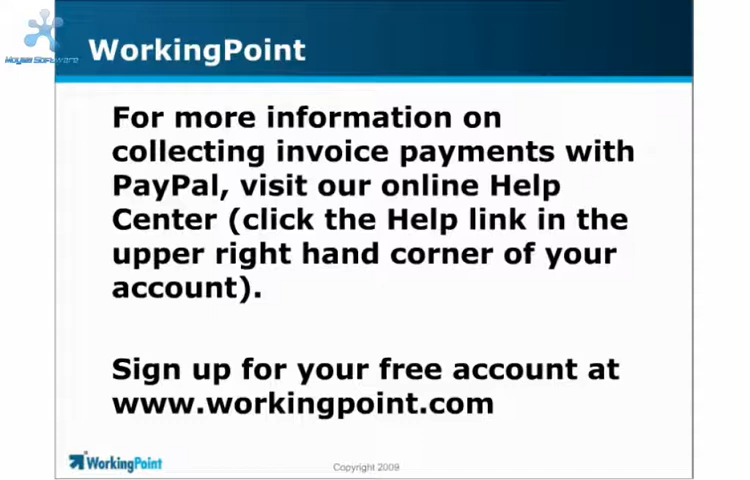 Moyea Software
WorkingPoint
For more information on
collecting invoice payments with
PayPal, visit our online Help
Center (click the Help link in the
upper right hand corner of your
account).
Sign up for your free account at
www.workingpoint.com
WorkingPoint
Copyright 2009